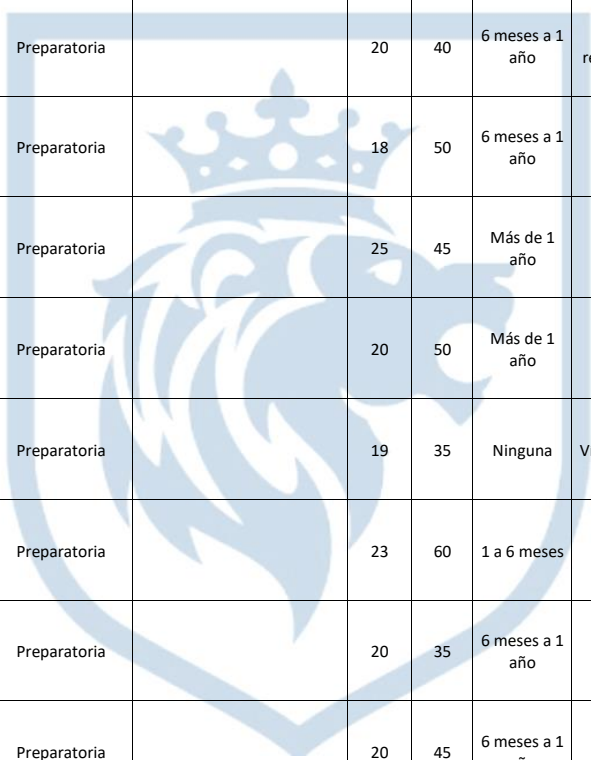 Preparatoria 20 40 6 meses a 1 año
Preparatoria 18 50 6 meses a 1 año
Preparatoria 25 45 Más de 1 año
Preparatoria 20 50 Más de 1 año
Preparatoria 19 35 Ninguna
Preparatoria 23 60 1 a 6 meses
Preparatoria 20 35 6 meses a 1 año
Preparatoria 20 45 6 meses a 1